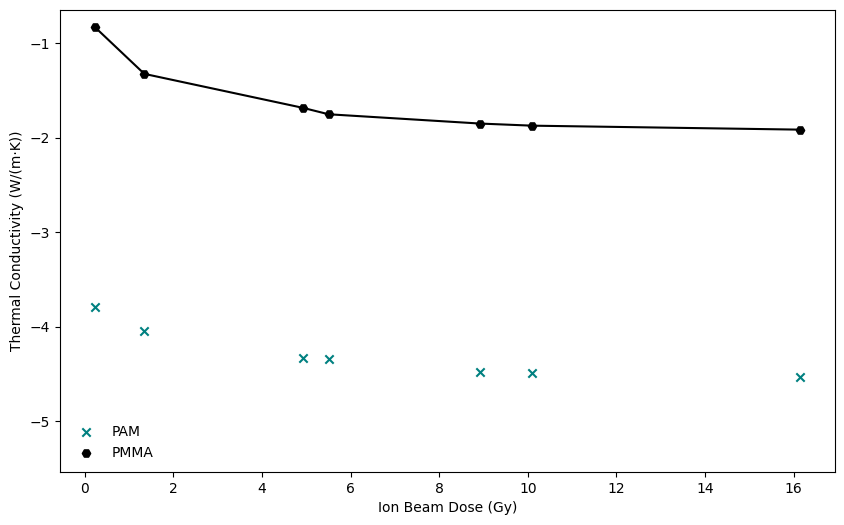 −1
−2
−3
−4
−5
Thermal Conductivity (W/(m·K))
PAM
PMMA
0 2 4 6 8 10 12 14 16
Ion Beam Dose (Gy)